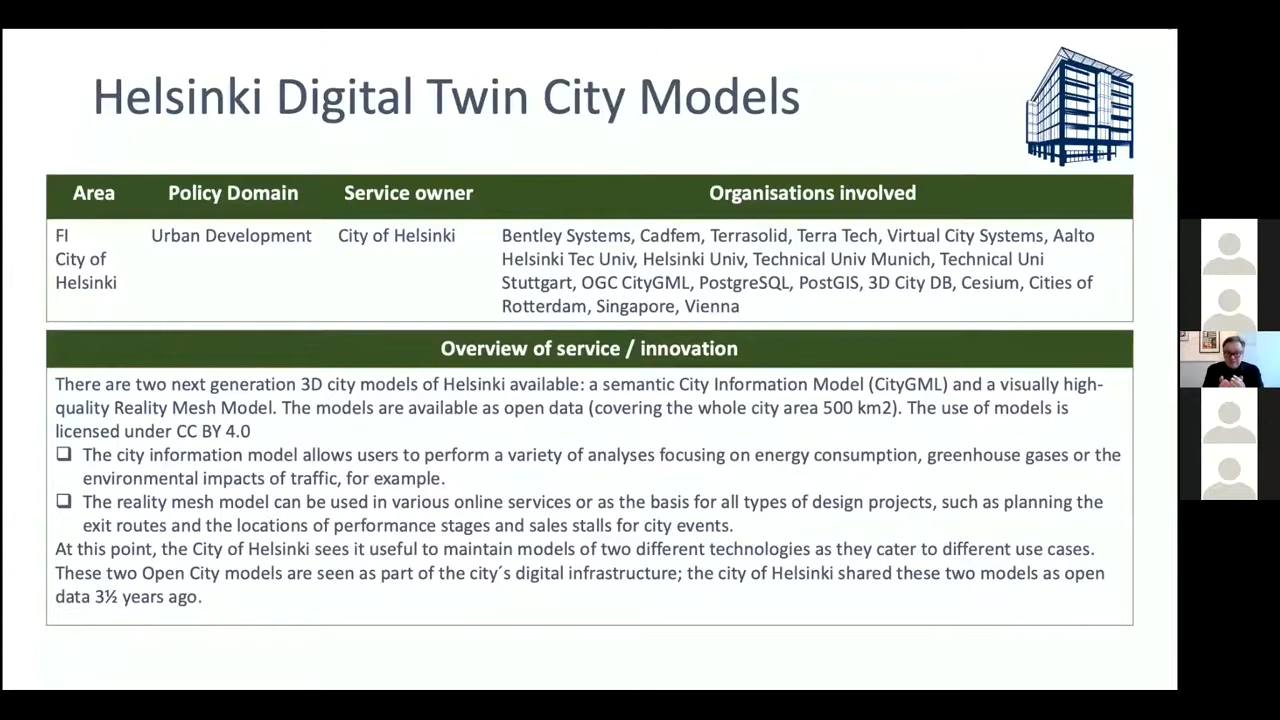 Helsinki Digital Twin City Models
Area Policy Domain Service owner Organisations involved
FI
City of
Helsinki
Urban Development
City of Helsinki
Bentley Systems, Cadfem, Terrasolid, Terra Tech, Virtual City Systems, Aalto
Helsinki Tec Univ, Helsinki Univ, Technical Univ Munich, Technical Uni
Stuttgart, OGC CityGML, PostgreSQL, PostGIS, 3D City DB, Cesium, Cities of
Rotterdam, Singapore, Vienna
Overview of service / innovation
There are two next generation 3D city models of Helsinki available: a semantic City Information Model (CityGML) and a visually high-
quality Reality Mesh Model. The models are available as open data (covering the whole city area 500 km2). The use of models is
licensed under CC BY 4.0
❑ The city information model allows users to perform a variety of analyses focusing on energy consumption, greenhouse gases or the
environmental impacts of traffic, for example.
❑ The reality mesh model can be used in various online services or as the basis for all types of design projects, such as planning the
exit routes and the locations of performance stages and sales stalls for city events.
At this point, the City of Helsinki sees it useful to maintain models of two different technologies as they cater to different use cases.
These two Open City models are seen as part of the city´s digital infrastructure; the city of Helsinki shared these two models as open
data 3½ years ago.